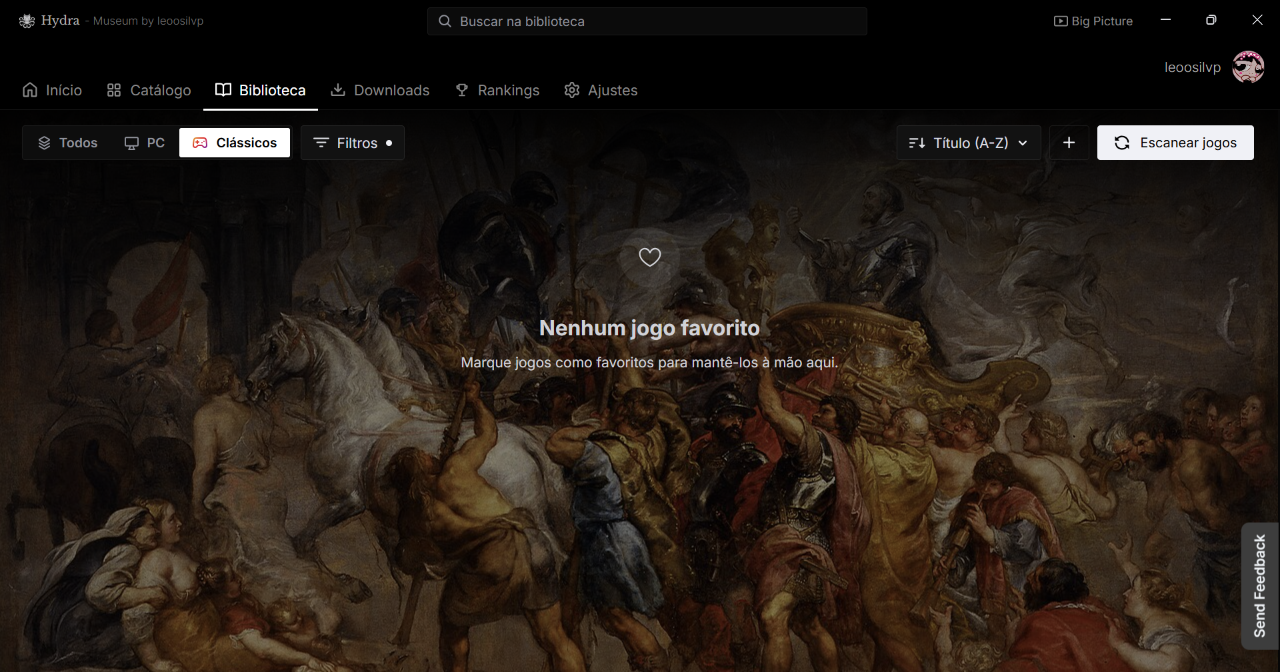 Hydra - Museum by leoosilvp
Buscar na biblioteca
Big Picture
leoosilvp
Início
Catálogo
Biblioteca
Downloads
Rankings
Ajustes
Todos
PC
Clássicos
Filtros
Título (A-Z)
Escanear jogos
Nenhum jogo favorito
Marque jogos como favoritos para mantê-los à mão aqui.
Send Feedback